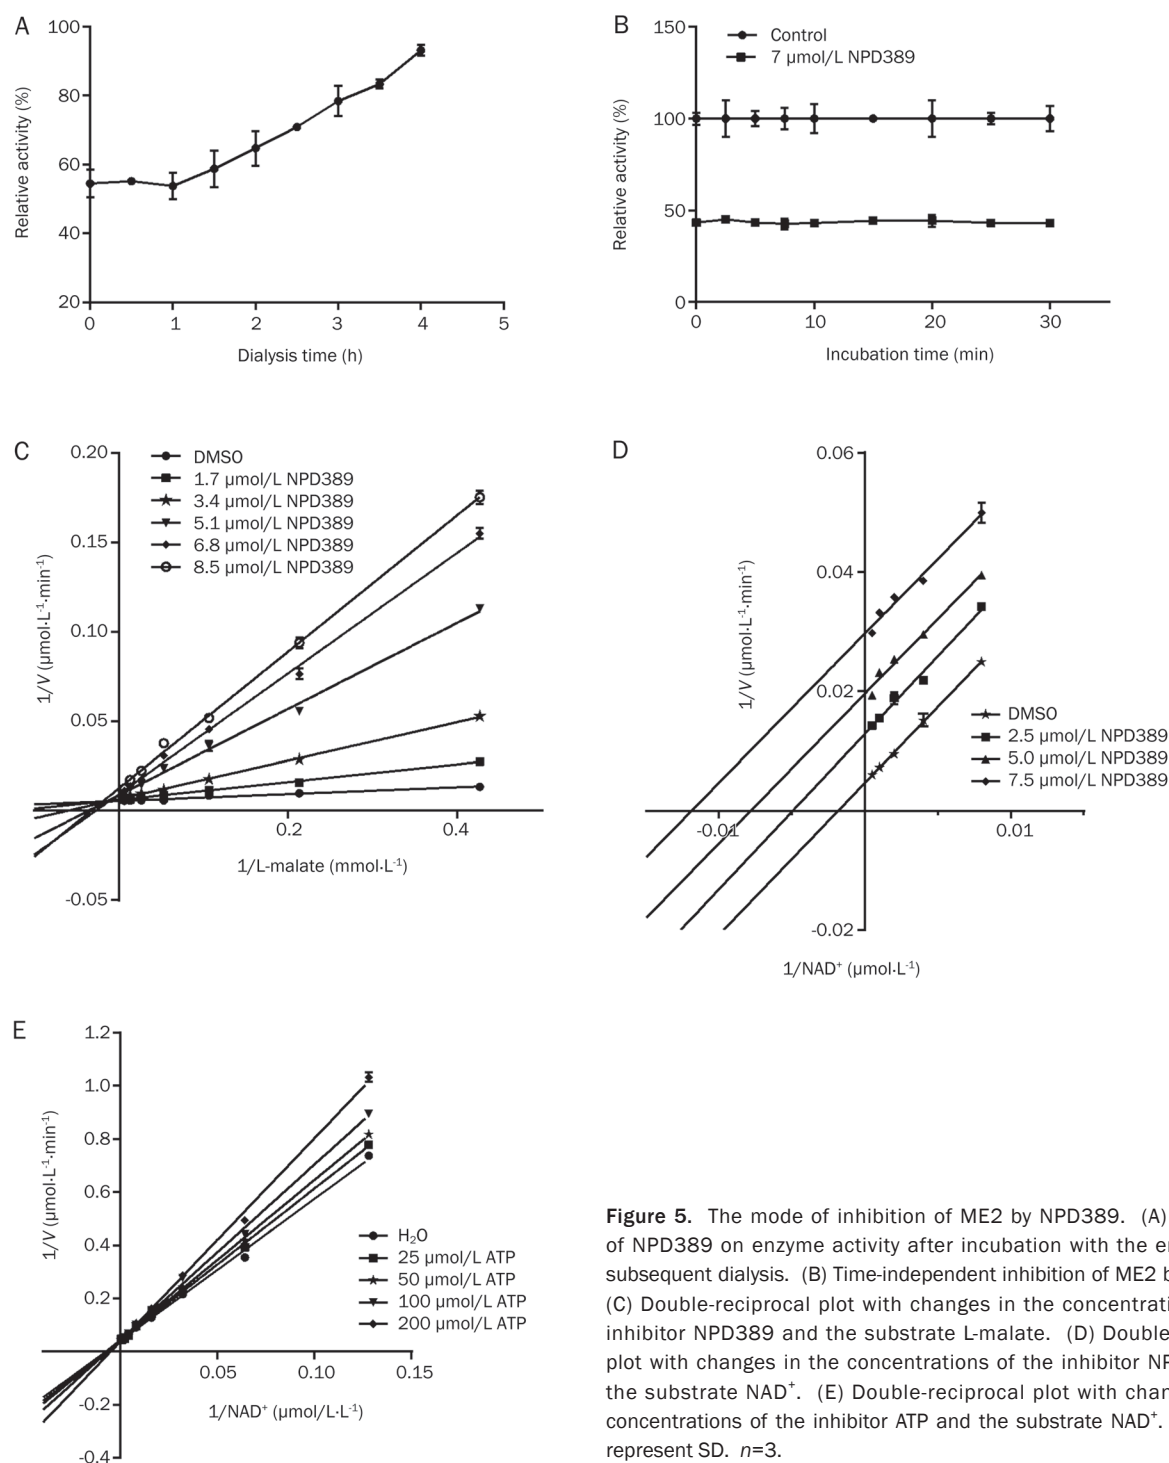 A
100
80
60
40
20
Relative activity (%)
0 1 2 3 4 5
Dialysis time (h)
B
150
100
50
0
Relative activity (%)
Control
7 µmol/L NPD389
0 10 20 30
Incubation time (min)
C
0.20
0.15
0.10
0.05
-0.05
1/V (µmol·L⁻¹·min⁻¹)
DMSO
1.7 µmol/L NPD389
3.4 µmol/L NPD389
5.1 µmol/L NPD389
6.8 µmol/L NPD389
8.5 µmol/L NPD389
0.2 0.4
1/L-malate (mmol·L⁻¹)
D
0.06
0.04
0.02
-0.02
1/V (µmol·L⁻¹·min⁻¹)
DMSO
2.5 µmol/L NPD389
5.0 µmol/L NPD389
7.5 µmol/L NPD389
-0.01 0.01
1/NAD⁺ (µmol·L⁻¹)
E
1.2
1.0
0.8
0.6
0.4
0.2
-0.2
-0.4
1/V (µmol·L⁻¹·min⁻¹)
H₂O
25 µmol/L ATP
50 µmol/L ATP
100 µmol/L ATP
200 µmol/L ATP
0.05 0.10 0.15
1/NAD⁺ (µmol/L·L⁻¹)
Figure 5. The mode of inhibition of ME2 by NPD389. (A)
of NPD389 on enzyme activity after incubation with the
subsequent dialysis. (B) Time-independent inhibition of ME2
(C) Double-reciprocal plot with changes in the
inhibitor NPD389 and the substrate L-malate. (D)
plot with changes in the concentrations of the inhibitor
the substrate NAD⁺. (E) Double-reciprocal plot with
concentrations of the inhibitor ATP and the substrate NAD⁺.
represent SD. n=3.